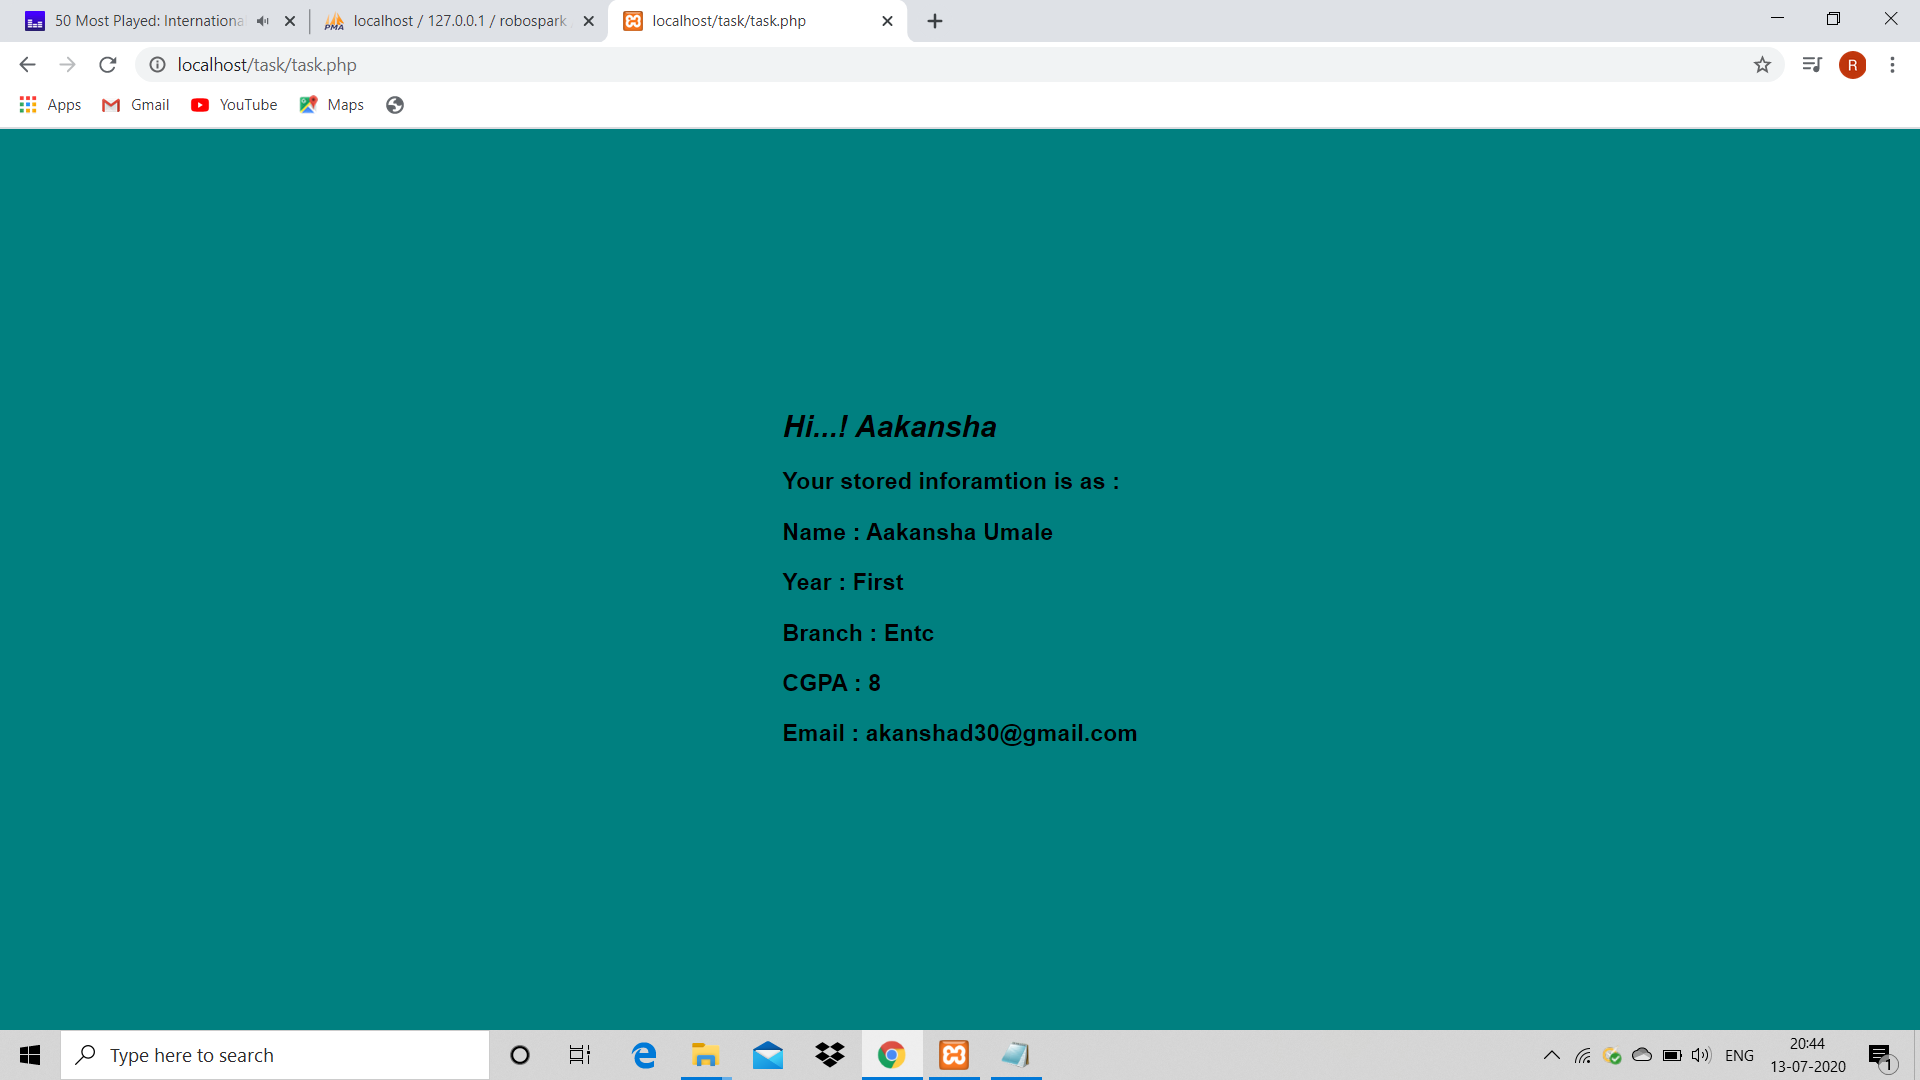 50 Most Played: Internationa
localhost / 127.0.0.1 / robospark
localhost/task/task.php
localhost/task/task.php
R
Apps
Gmail
YouTube
Maps
Hi...! Aakansha
Your stored inforamtion is as :
Name : Aakansha Umale
Year : First
Branch : Entc
CGPA : 8
Email : akanshad30@gmail.com
Type here to search
ENG
20:44
13-07-2020
1